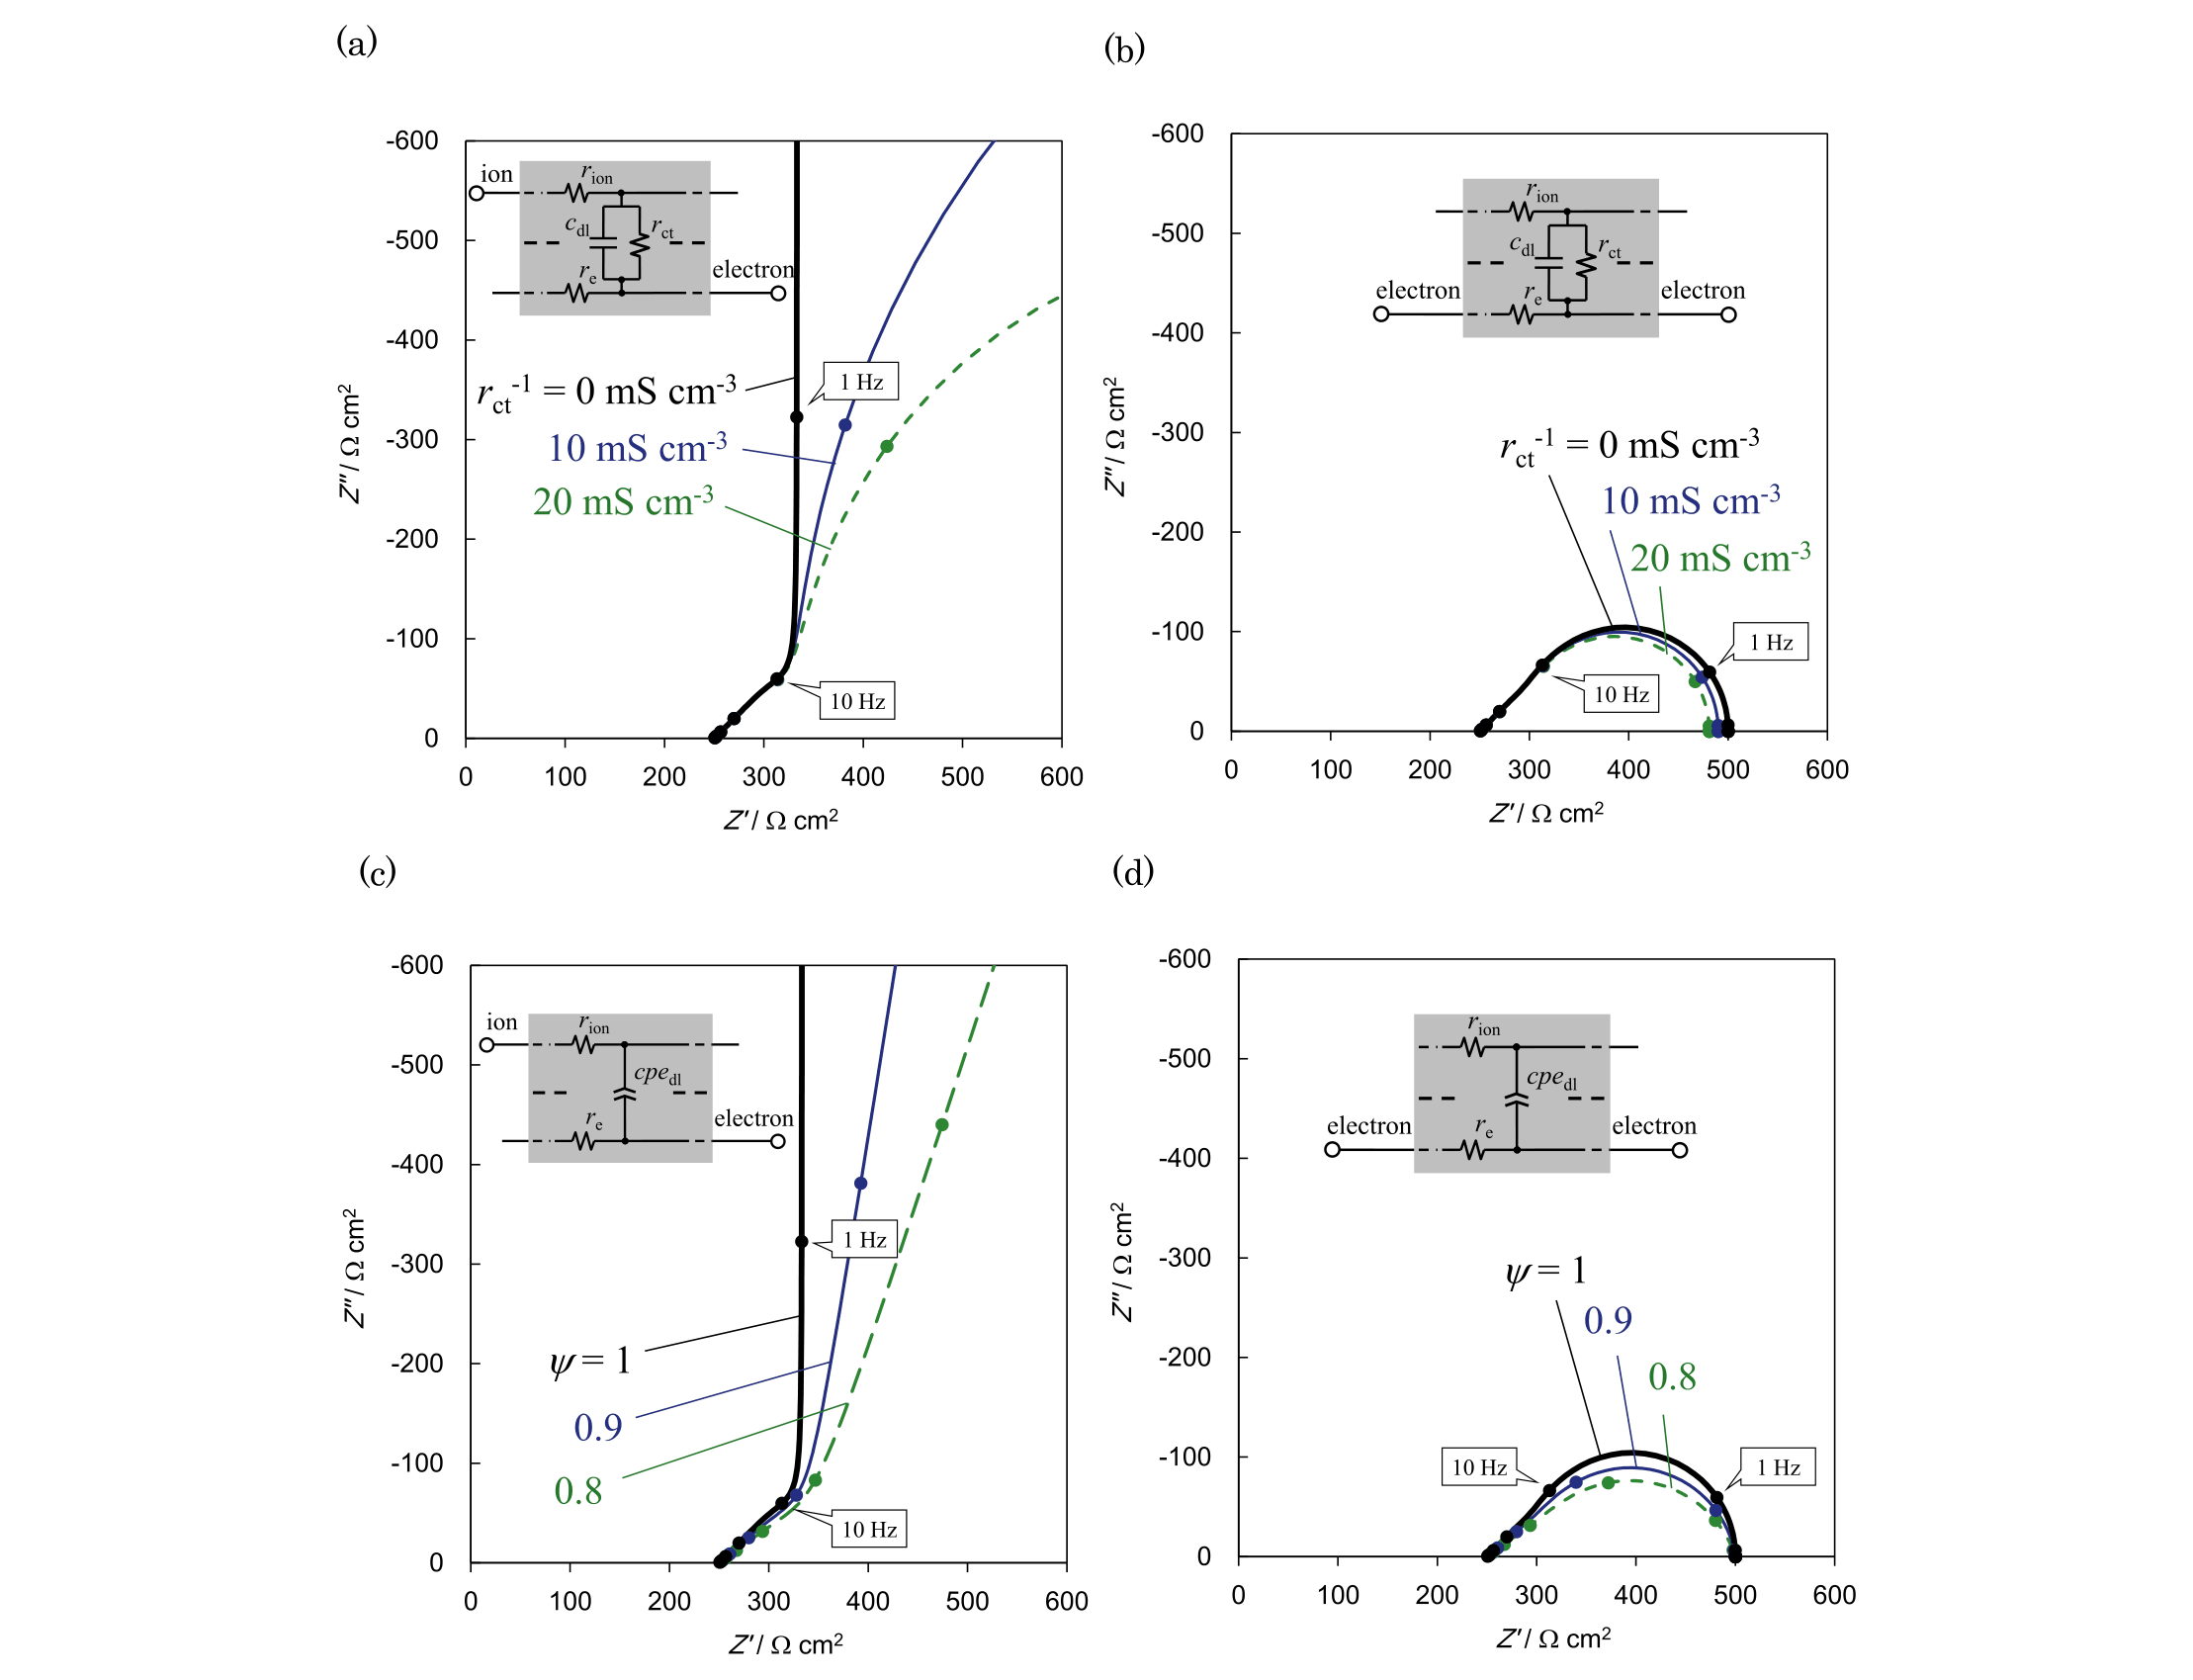 (a)
-600
-500
-400
-300
-200
-100
0
0 100 200 300 400 500 600
Z''/ Ω cm²
Z'/ Ω cm²
ion
r_ion
c_dl
r_ct
r_e
electron
r_ct⁻¹ = 0 mS cm⁻³
10 mS cm⁻³
20 mS cm⁻³
1 Hz
10 Hz
(b)
-600
-500
-400
-300
-200
-100
0
0 100 200 300 400 500 600
Z''/ Ω cm²
Z'/ Ω cm²
r_ion
c_dl
r_ct
electron
r_e
electron
r_ct⁻¹ = 0 mS cm⁻³
10 mS cm⁻³
20 mS cm⁻³
1 Hz
10 Hz
(c)
-600
-500
-400
-300
-200
-100
0
0 100 200 300 400 500 600
Z''/ Ω cm²
Z'/ Ω cm²
ion
r_ion
cpe_dl
r_e
electron
1 Hz
ψ = 1
0.9
0.8
10 Hz
(d)
-600
-500
-400
-300
-200
-100
0
0 100 200 300 400 500 600
Z''/ Ω cm²
Z'/ Ω cm²
r_ion
cpe_dl
electron
r_e
electron
ψ = 1
0.9
0.8
10 Hz
1 Hz